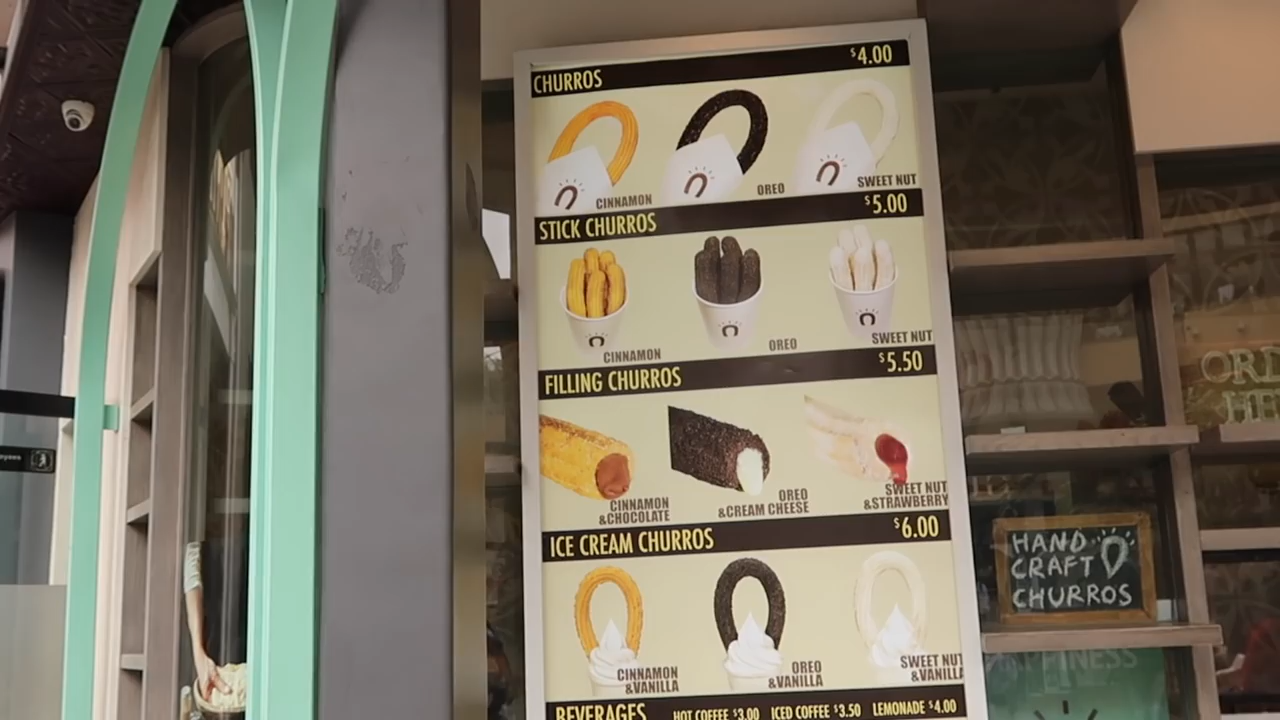 CHURROS $4.00
CINNAMON
OREO
SWEET NUT
STICK CHURROS $5.00
CINNAMON
OREO
SWEET NUT
FILLING CHURROS $5.50
CINNAMON
&CHOCOLATE
OREO
&CREAM CHEESE
SWEET NUT
&STRAWBERRY
ICE CREAM CHURROS $6.00
CINNAMON
&VANILLA
OREO
&VANILLA
SWEET NUT
&VANILLA
BEVERAGES HOT COFFEE $3.00 ICED COFFEE $3.50 LEMONADE $4.00
HAND
CRAFT
CHURROS